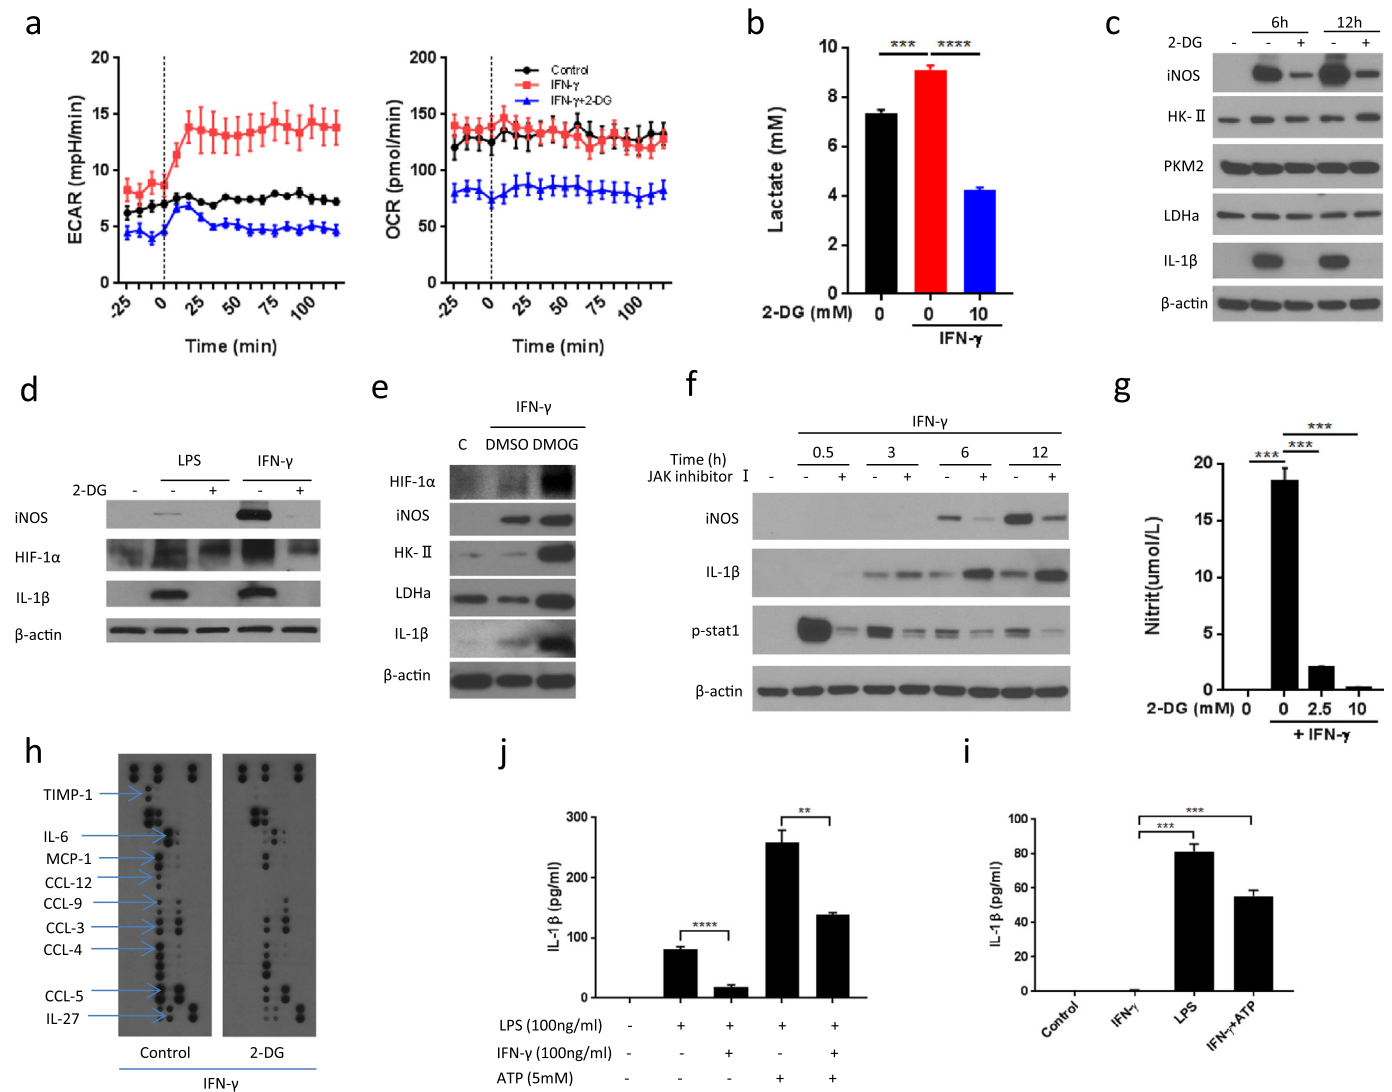 a
20
15
10
5
0
ECAR (mpH/min)
-25
0
25
50
75
100
Time (min)
200
150
100
50
0
OCR (pmol/min)
Control
IFN-γ
IFN-γ+2-DG
-25
0
25
50
75
100
Time (min)
b
10
8
6
4
2
0
Lactate (mM)
*** ****
2-DG (mM) 0 0 10
IFN-γ
c
6h 12h
2-DG - - + - +
iNOS
HK-Ⅱ
PKM2
LDHa
IL-1β
β-actin
d
LPS IFN-γ
2-DG - - + - +
iNOS
HIF-1α
IL-1β
β-actin
e
IFN-γ
C DMSO DMOG
HIF-1α
iNOS
HK-Ⅱ
LDHa
IL-1β
β-actin
f
IFN-γ
Time (h) 0.5 3 6 12
JAK inhibitor Ⅰ - - + - + - + - +
iNOS
IL-1β
p-stat1
β-actin
g
***
*** ***
20
15
10
5
0
Nitrit(umol/L)
2-DG (mM) 0 0 2.5 10
+ IFN-γ
h
TIMP-1
IL-6
MCP-1
CCL-12
CCL-9
CCL-3
CCL-4
CCL-5
IL-27
Control 2-DG
IFN-γ
j
300
200
100
0
IL-1β (pg/ml)
**** **
LPS (100ng/ml) - + + + +
IFN-γ (100ng/ml) - - + - +
ATP (5mM) - - - + +
i
100
80
60
40
20
0
IL-1β (pg/ml)
***
***
Control
IFN-γ
LPS
IFN-γ+ATP